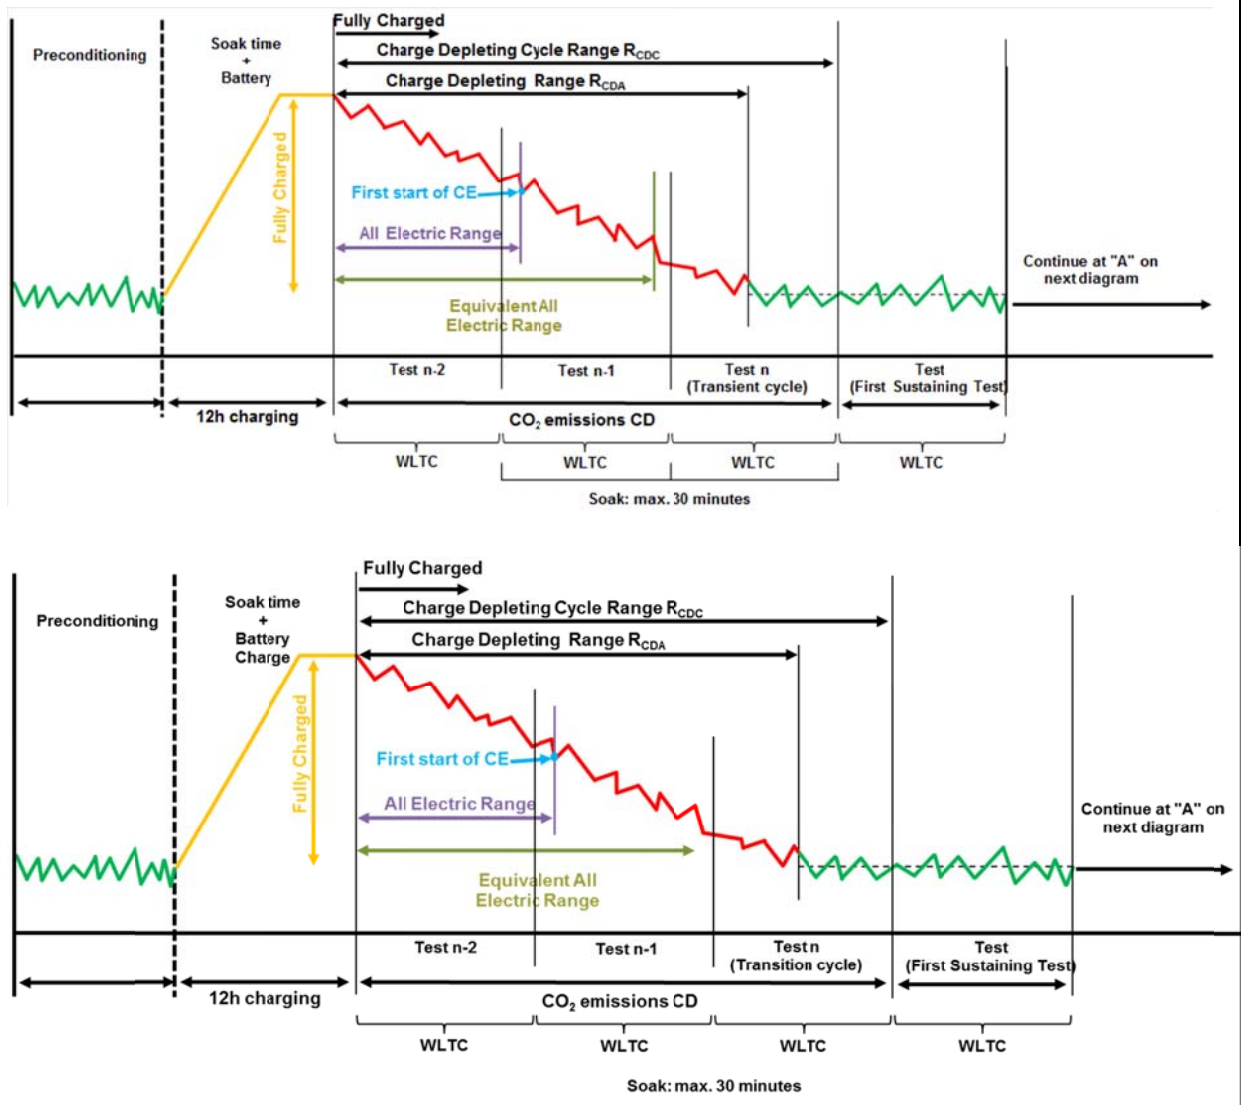 Fully Charged
Preconditioning
Soak time
+
Battery
Charge Depleting Cycle Range RCDC
Charge Depleting Range RCDA
Fully Charged
First start of CE
All Electric Range
Equivalent All
Electric Range
Continue at "A" on
next diagram
Test n-2
Test n-1
Test n
(Transient cycle)
Test
(First Sustaining Test)
12h charging
CO2 emissions CD
WLTC
WLTC
WLTC
WLTC
Soak: max. 30 minutes
Fully Charged
Preconditioning
Soak time
+
Battery
Charge
Charge Depleting Cycle Range RCDC
Charge Depleting Range RCDA
Fully Charged
First start of CE
All Electric Range
Equivalent All
Electric Range
Continue at "A" on
next diagram
Test n-2
Test n-1
Test n
(Transition cycle)
Test
(First Sustaining Test)
12h charging
CO2 emissions CD
WLTC
WLTC
WLTC
WLTC
Soak: max. 30 minutes